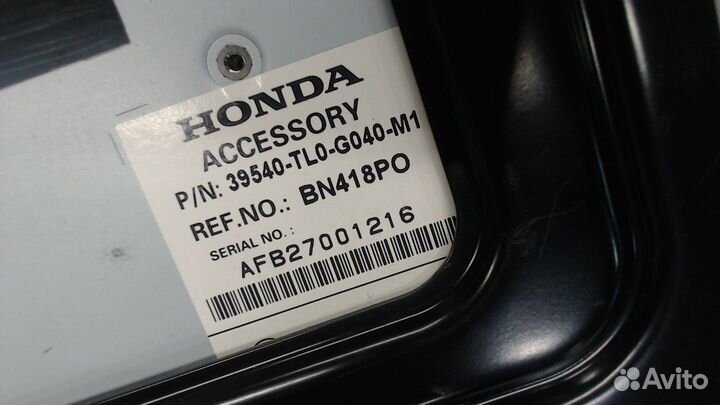 HONDA
ACCESSORY
P/N: 39540-TL0-G040-M1
REF.NO.: BN418PO
SERIAL NO.:
AFB27001216
Avito